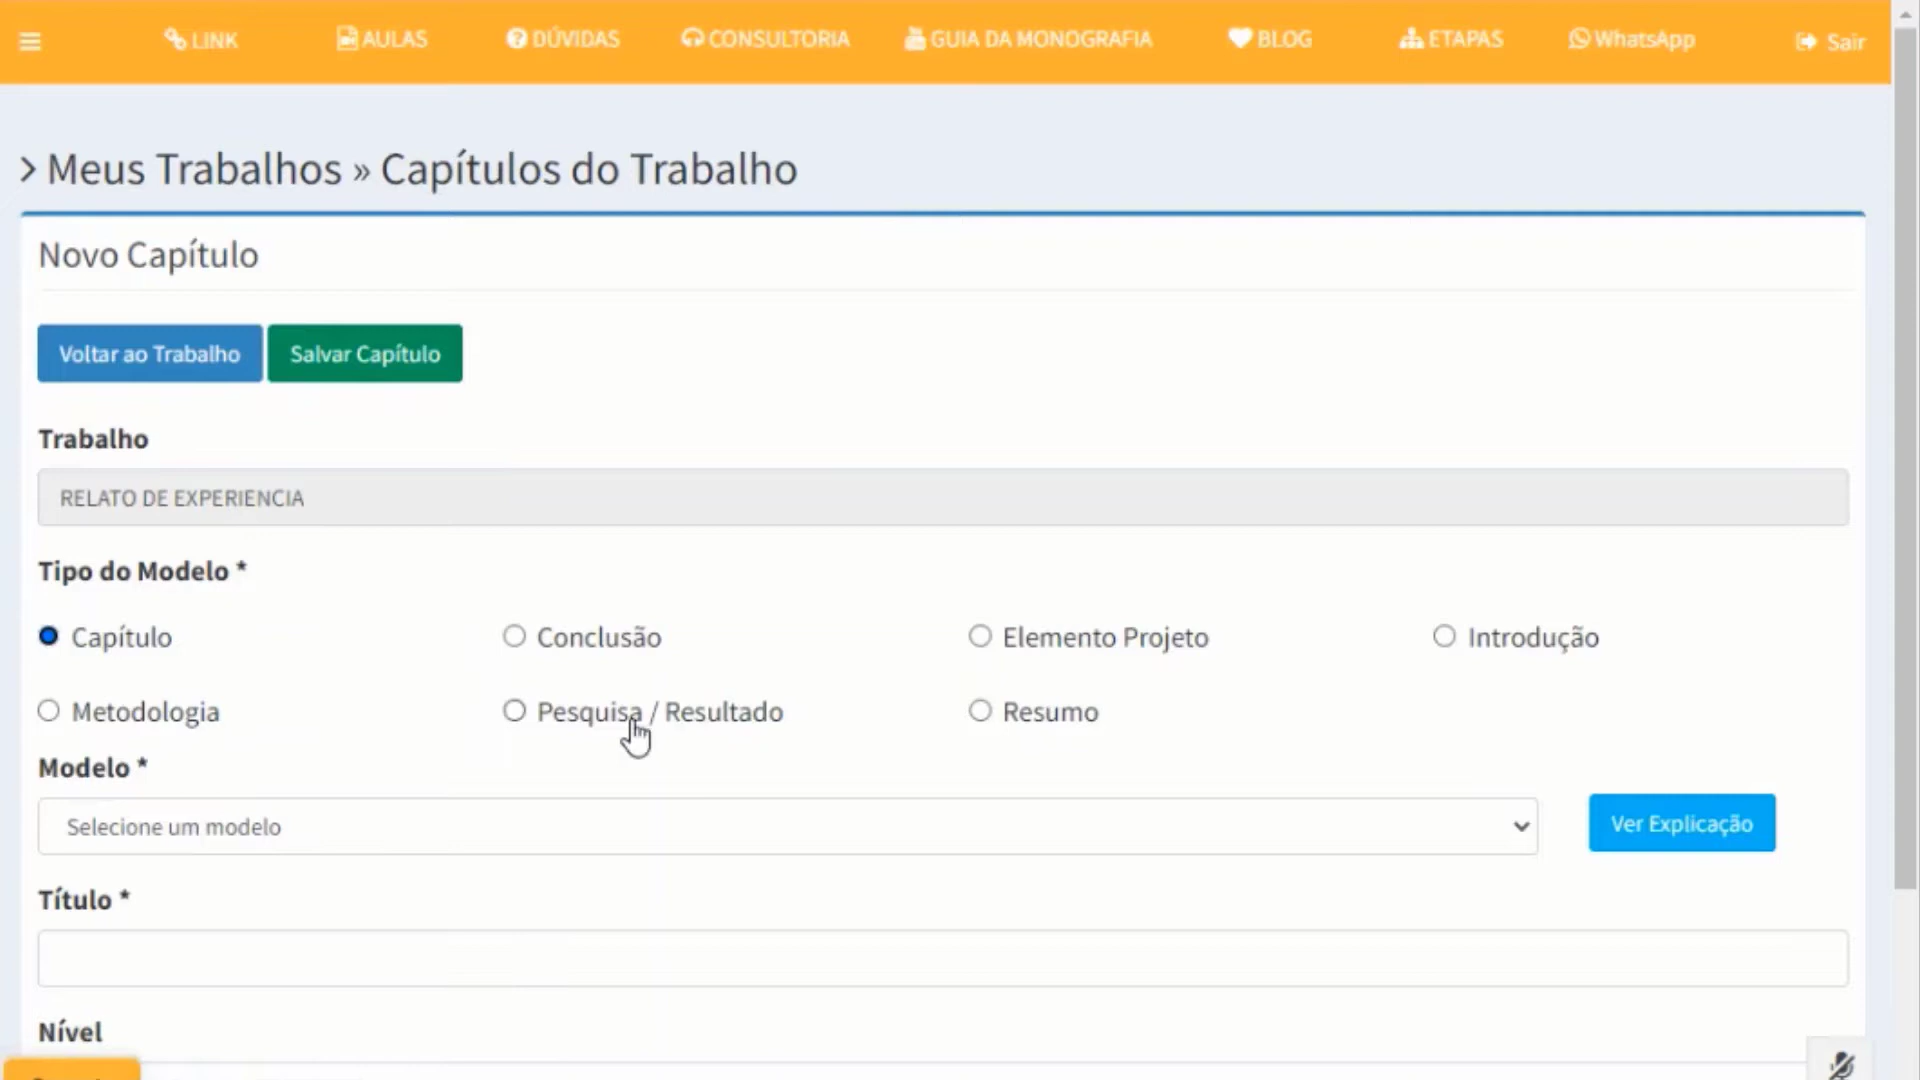 LINK AULAS DÚVIDAS CONSULTORIA GUIA DA MONOGRAFIA BLOG ETAPAS WhatsApp Sair
Meus Trabalhos » Capítulos do Trabalho
Novo Capítulo
Voltar ao Trabalho Salvar Capítulo
Trabalho
RELATO DE EXPERIENCIA
Tipo do Modelo *
Capítulo Conclusão Elemento Projeto Introdução
Metodologia Pesquisa / Resultado Resumo
Modelo *
Selecione um modelo Ver Explicação
Título *
Nível